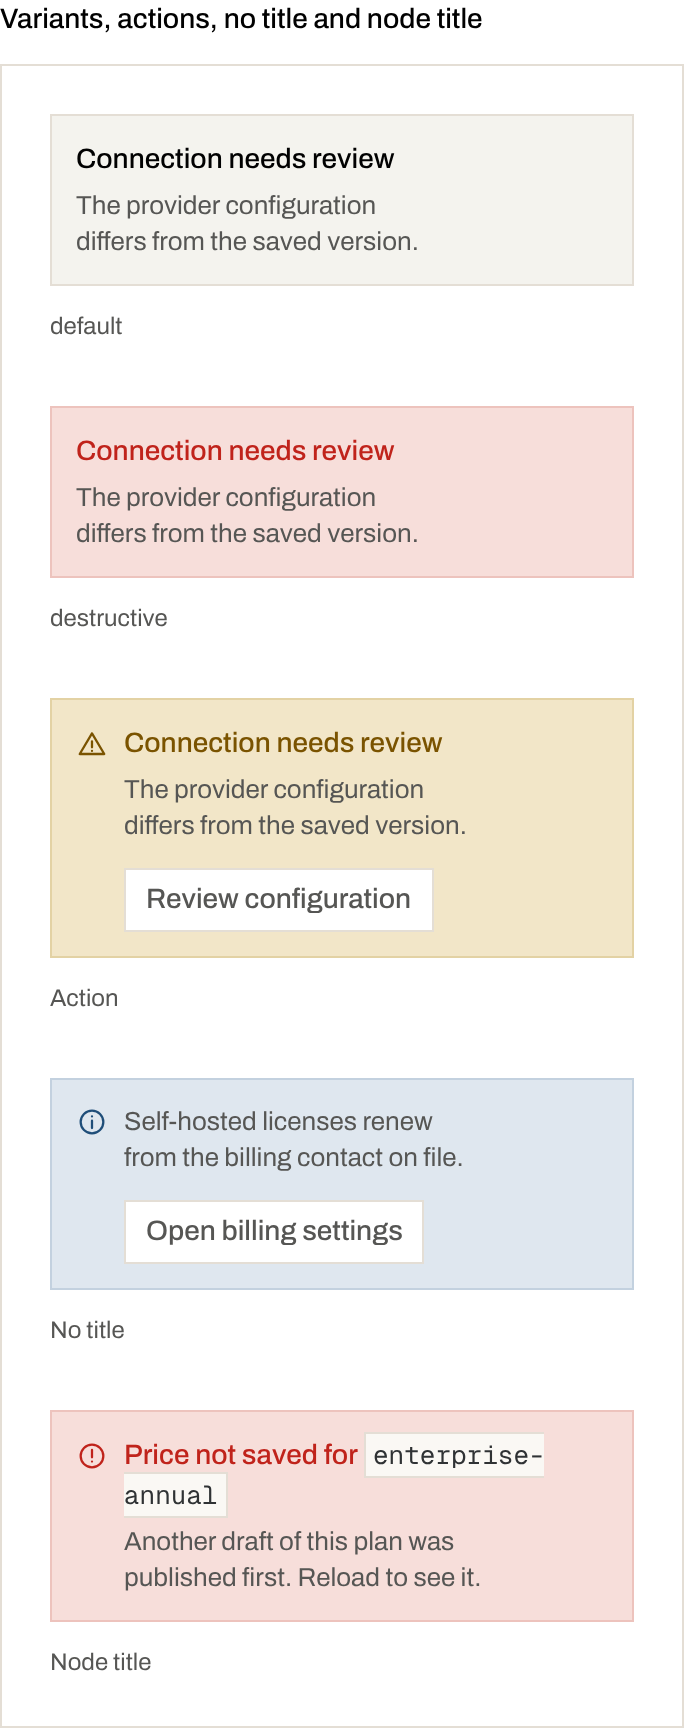 Variants, actions, no title and node title
Connection needs review
The provider configuration
differs from the saved version.
default
Connection needs review
The provider configuration
differs from the saved version.
destructive
Connection needs review
The provider configuration
differs from the saved version.
Review configuration
Action
Self-hosted licenses renew
from the billing contact on file.
Open billing settings
No title
Price not saved for enterprise-
annual
Another draft of this plan was
published first. Reload to see it.
Node title